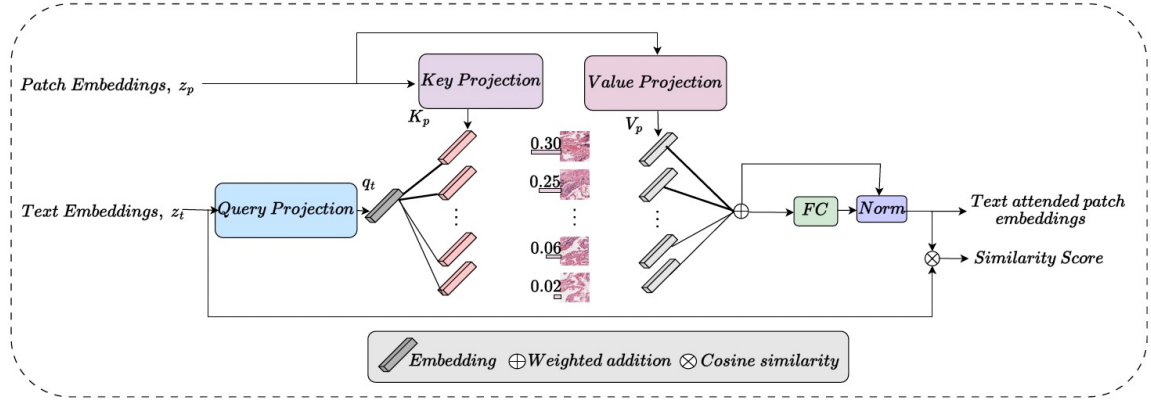 Patch Embeddings, z_p
Key Projection
Value Projection
K_p
V_p
0.30
0.25
0.06
0.02
Text Embeddings, z_t
Query Projection
q_t
FC
Norm
Text attended patch
embeddings
Similarity Score
Embedding
Weighted addition
Cosine similarity